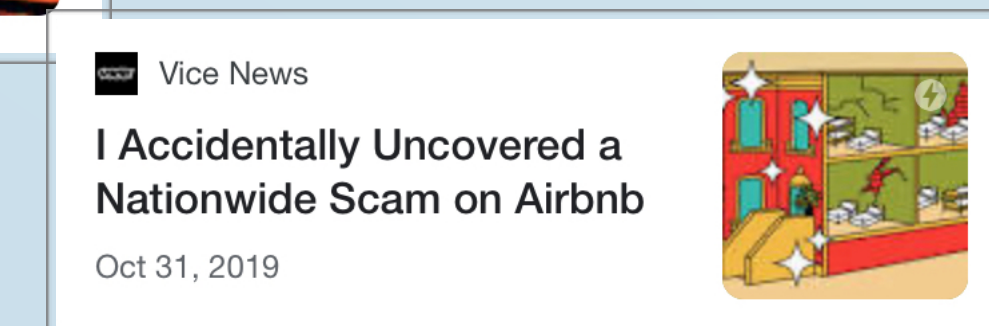 Vice News
I Accidentally Uncovered a
Nationwide Scam on Airbnb
Oct 31, 2019